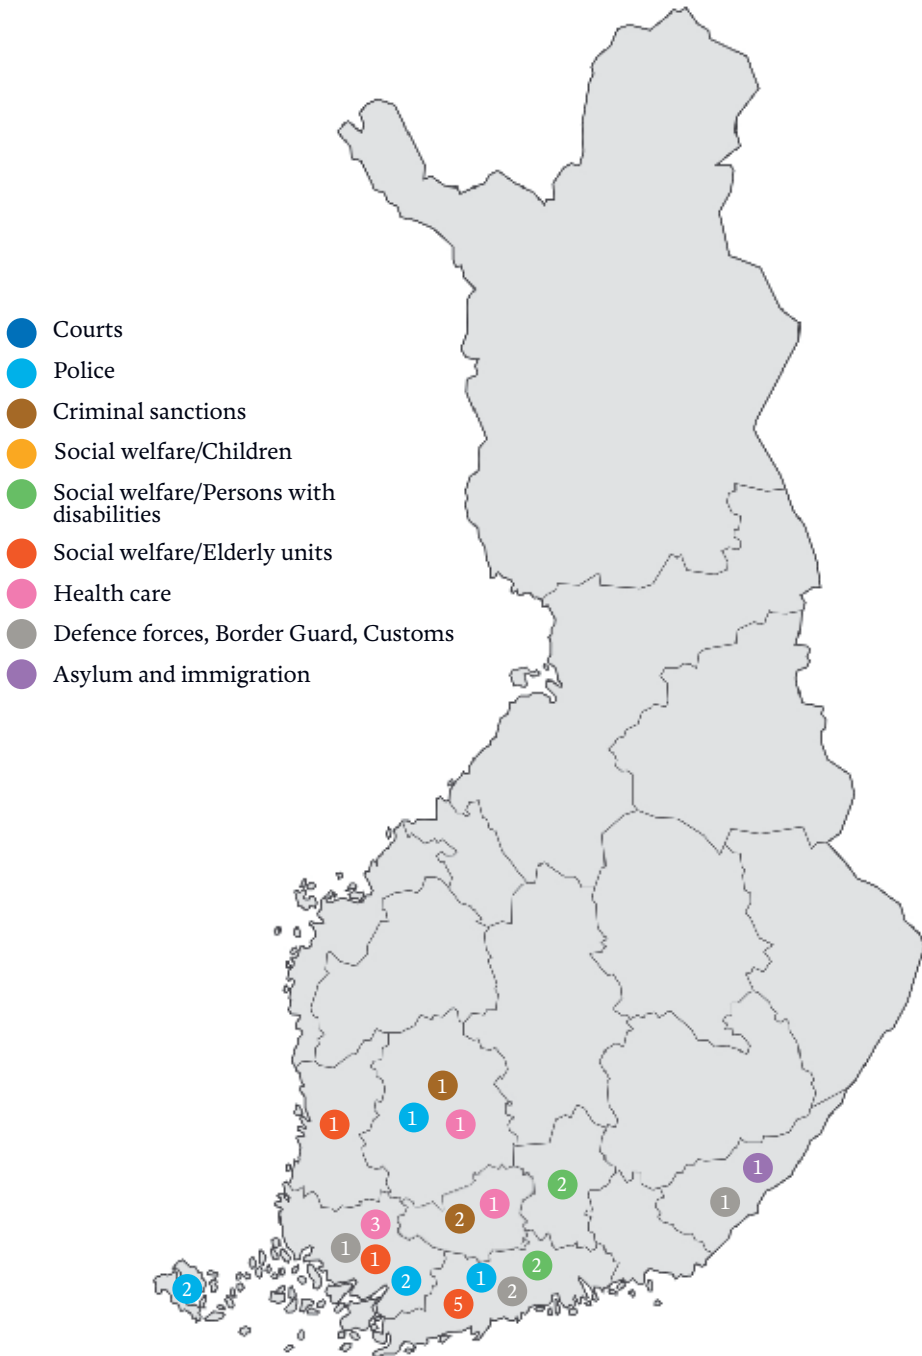 Courts
Police
Criminal sanctions
Social welfare/Children
Social welfare/Persons with
disabilities
Social welfare/Elderly units
Health care
Defence forces, Border Guard, Customs
Asylum and immigration
1
1
1
1
1
2
1
1
2
3
1
1
2
2
1
2
2
5